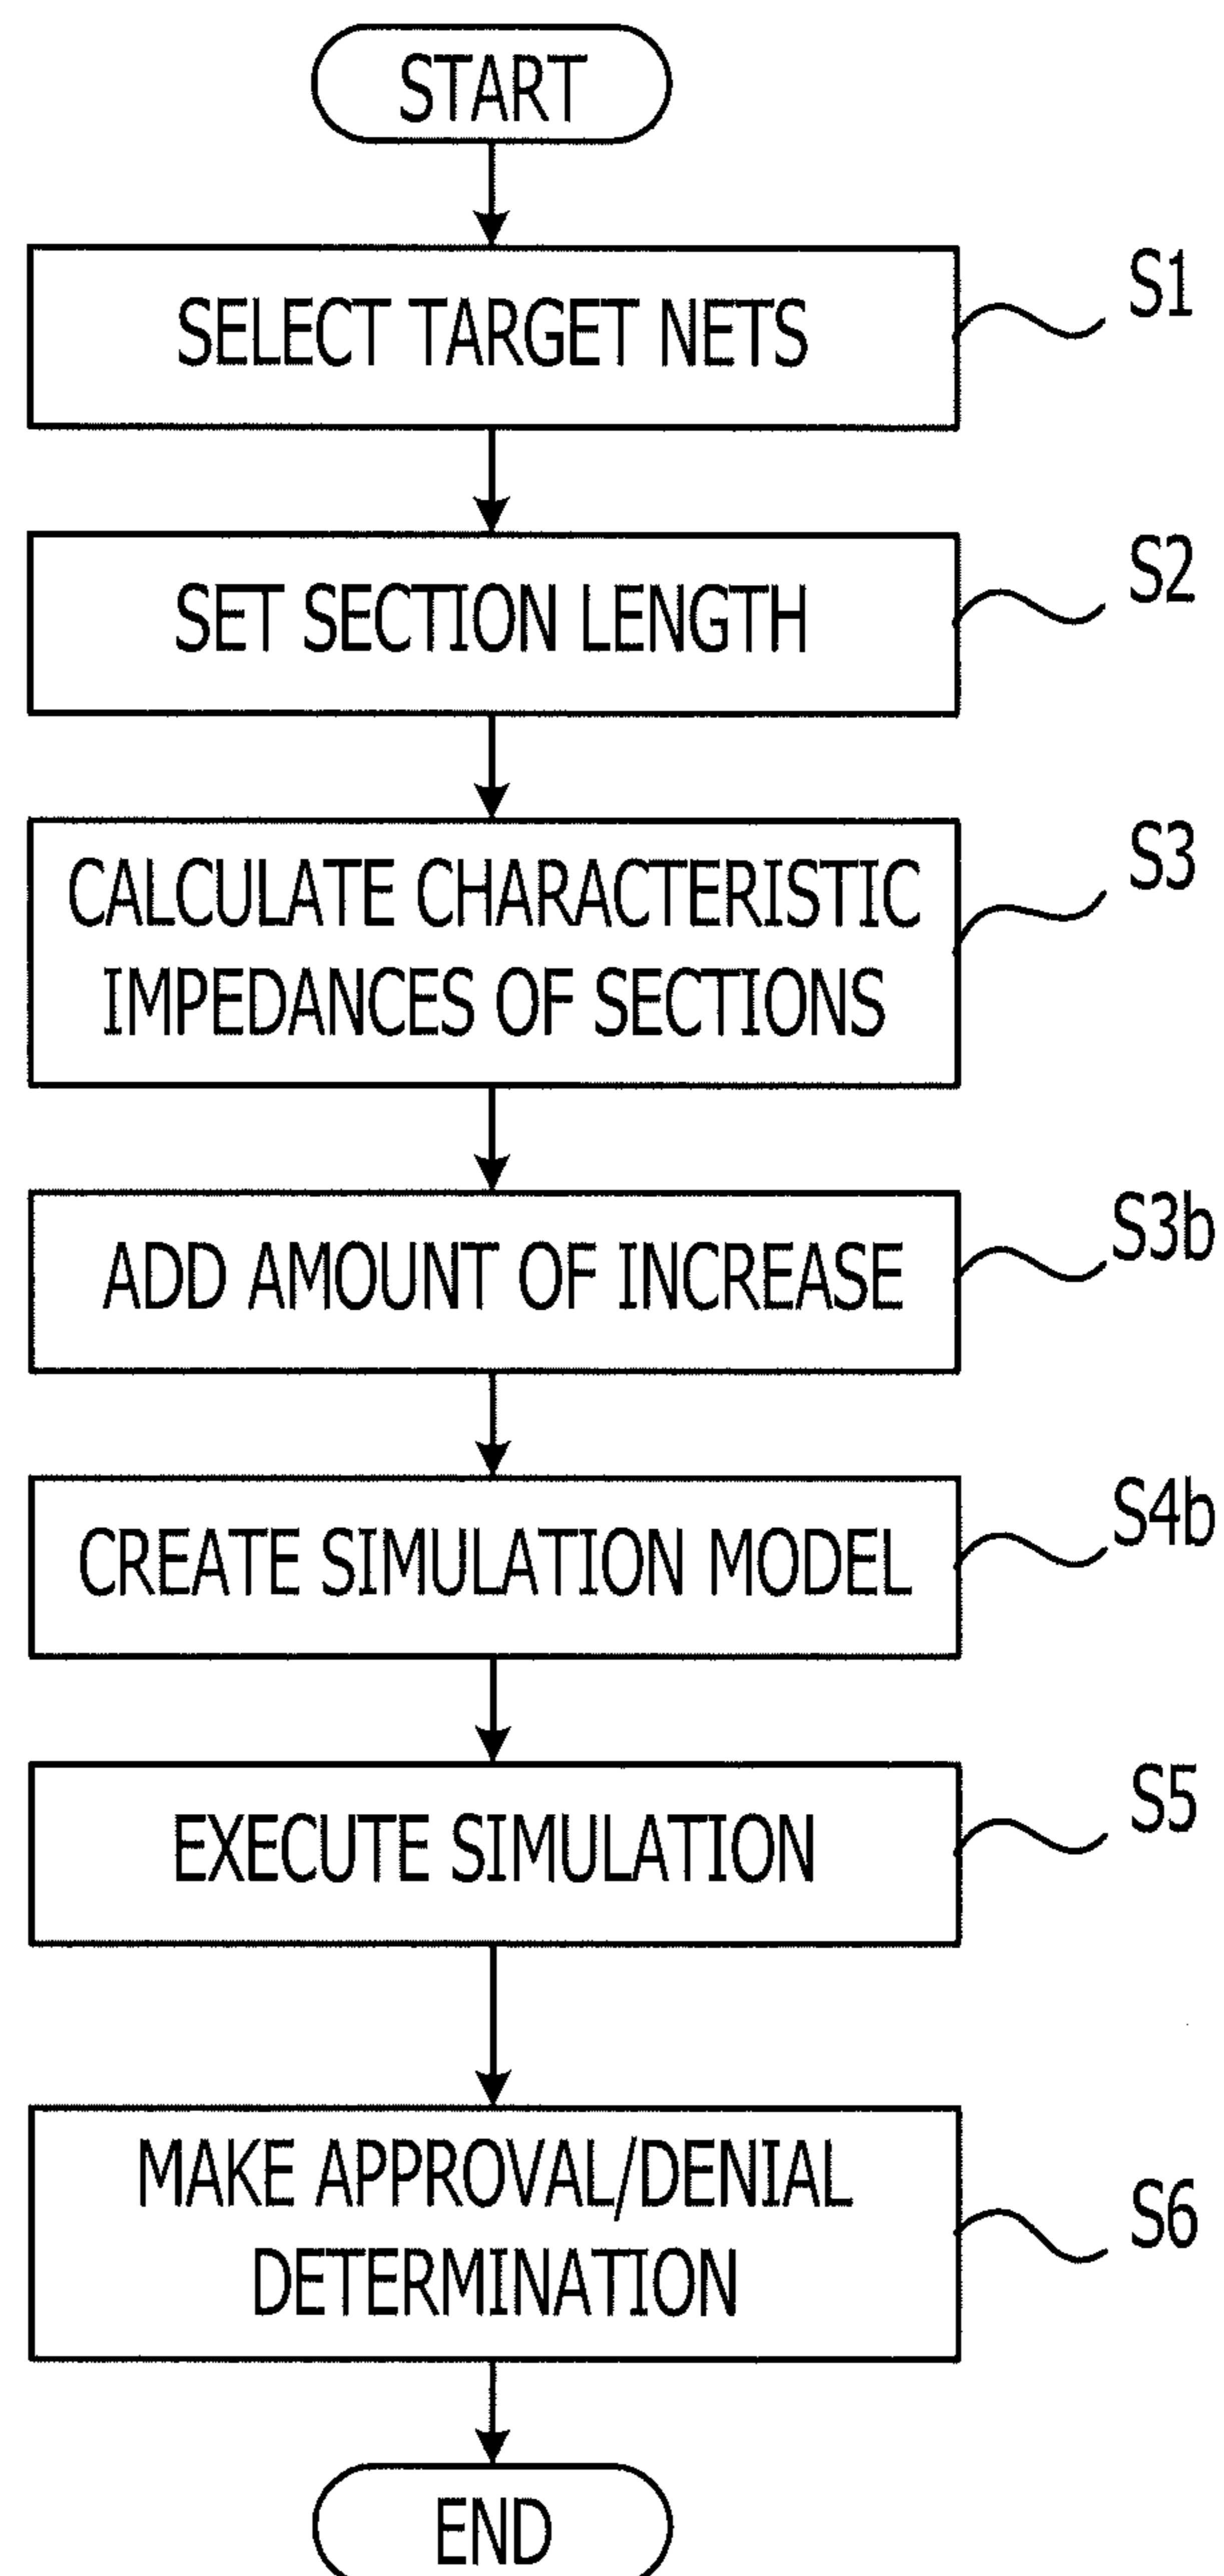 START
SELECT TARGET NETS
S1
SET SECTION LENGTH
S2
CALCULATE CHARACTERISTIC
IMPEDANCES OF SECTIONS
S3
ADD AMOUNT OF INCREASE
S3b
CREATE SIMULATION MODEL
S4b
EXECUTE SIMULATION
S5
MAKE APPROVAL/DENIAL
DETERMINATION
S6
END